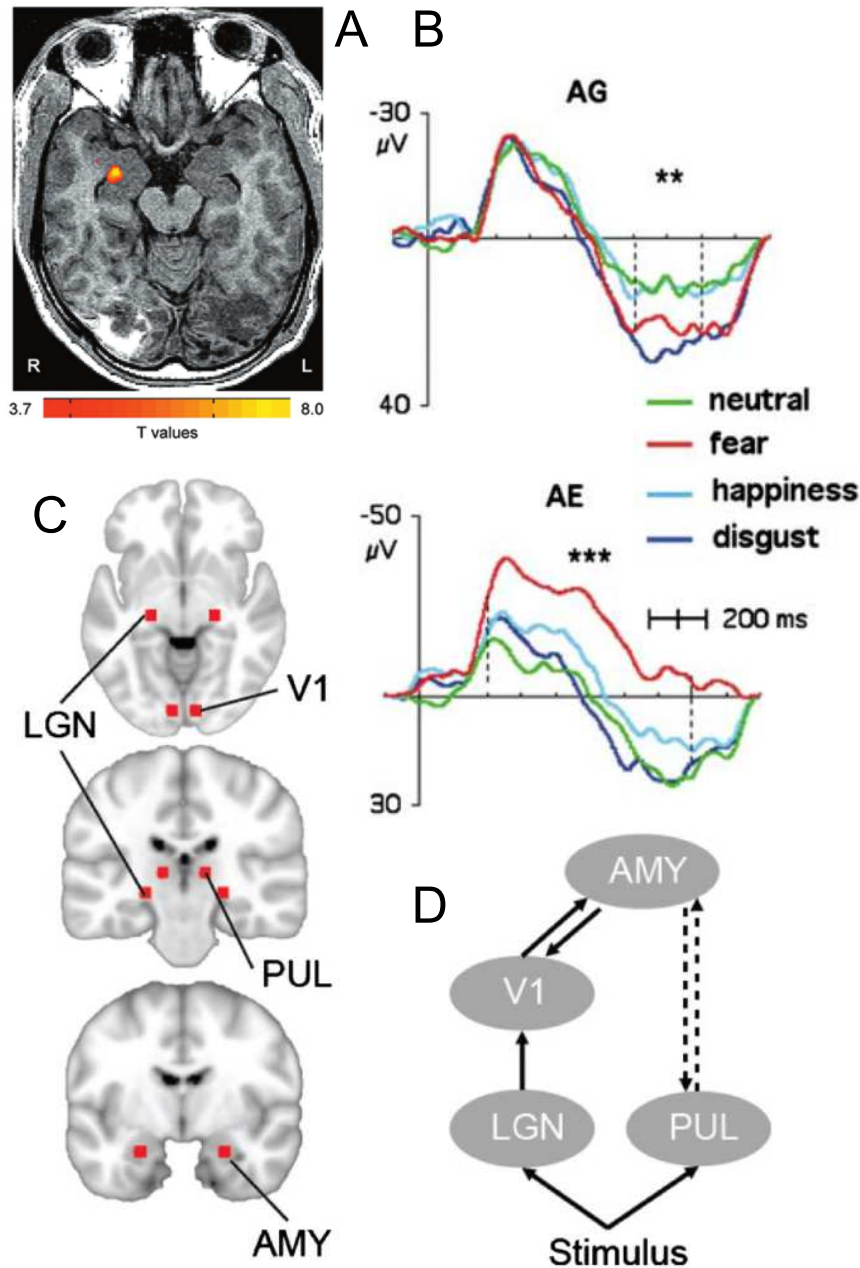 A B
AG
-30
µV
**
40
R L
3.7 8.0
T values
neutral
fear
happiness
disgust
200 ms
AE
-50
µV
***
30
C
LGN
V1
PUL
AMY
D
AMY
V1
LGN
PUL
Stimulus